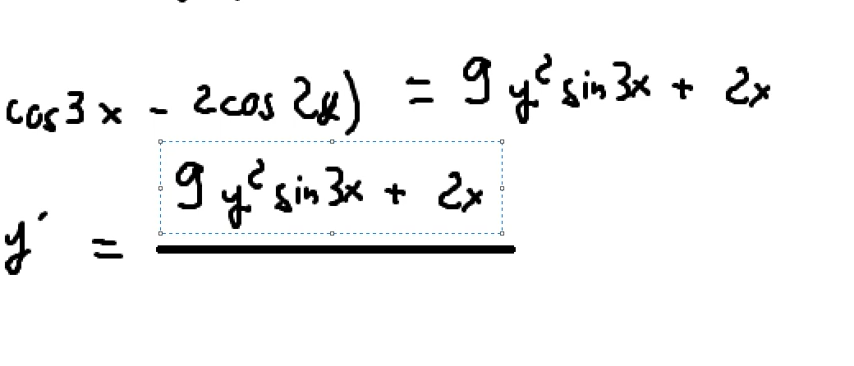 cos 3x - 2cos 2y) = 9y² sin 3x + 2x
9y² sin 3x + 2x
y' =